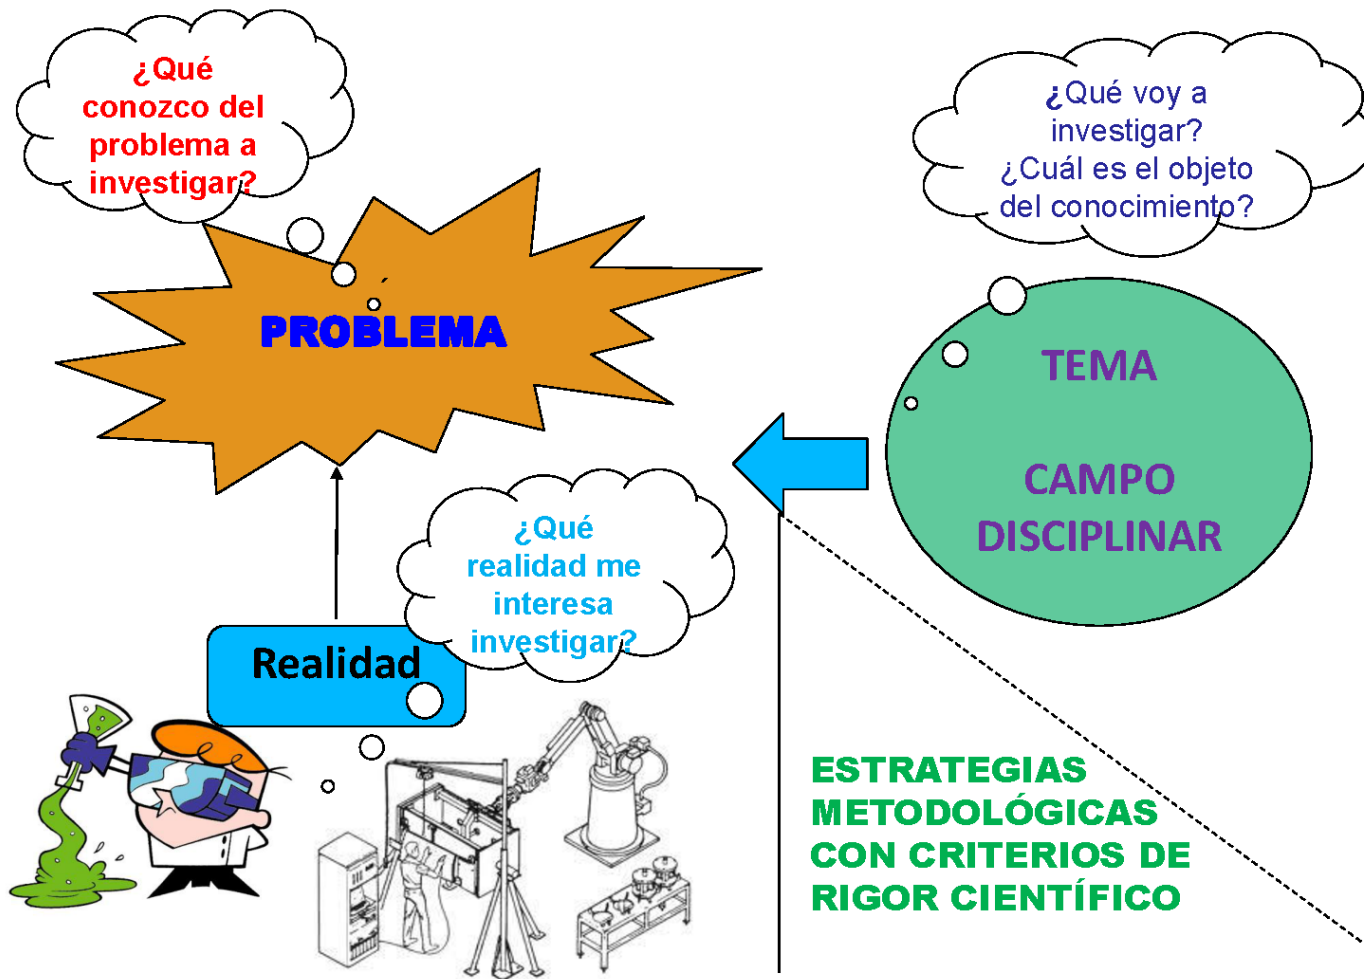 ¿Qué
conozco del
problema a
investigar?
¿Qué voy a
investigar?
¿Cuál es el objeto
del conocimiento?
PROBLEMA
TEMA
CAMPO
DISCIPLINAR
¿Qué
realidad me
interesa
investigar?
Realidad
ESTRATEGIAS
METODOLÓGICAS
CON CRITERIOS DE
RIGOR CIENTÍFICO